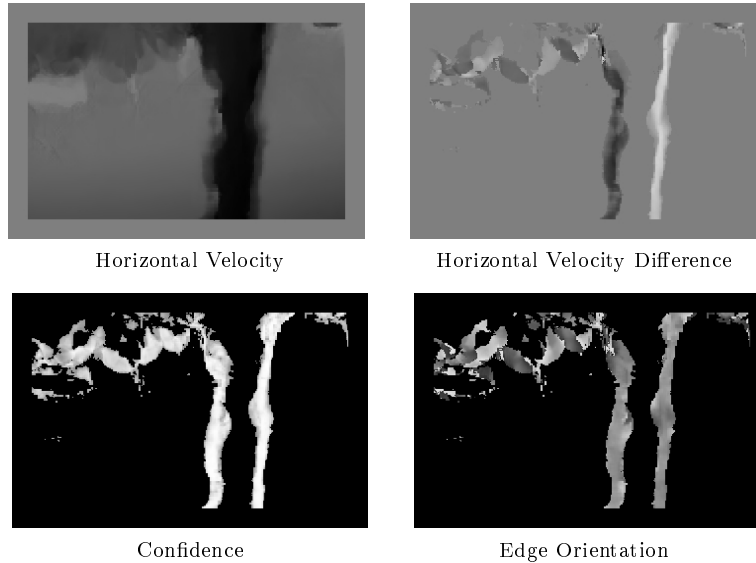 Horizontal Velocity
Horizontal Velocity Difference
Confidence
Edge Orientation